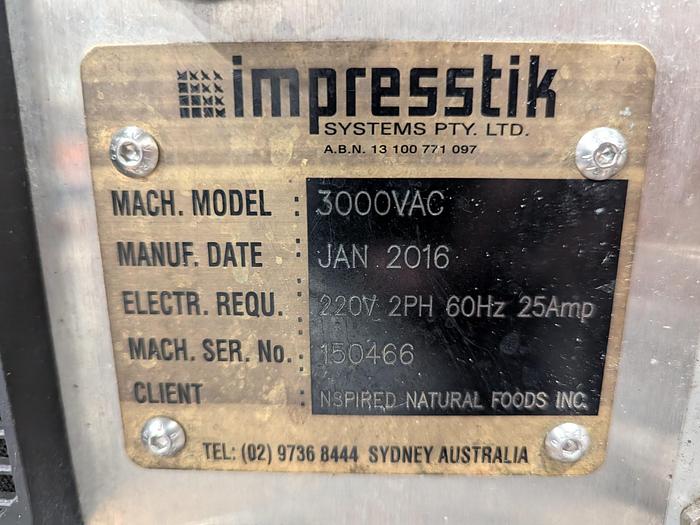 impresstik
SYSTEMS PTY. LTD.
A.B.N. 13 100 771 097
MACH. MODEL : 3000VAC
MANUF. DATE : JAN 2016
ELECTR. REQU. : 220V 2PH 60Hz 25Amp
MACH. SER. No. : 150466
CLIENT : NSPIRED NATURAL FOODS INC.
TEL: (02) 9736 8444 SYDNEY AUSTRALIA